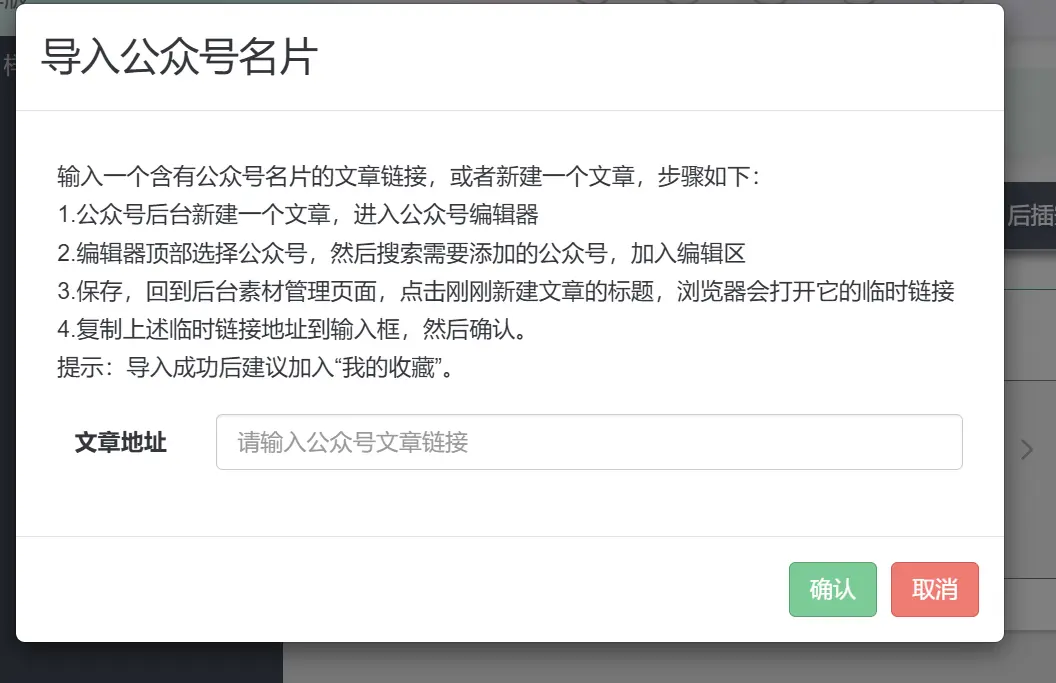 导入公众号名片
输入一个含有公众号名片的文章链接，或者新建一个文章，步骤如下：
1.公众号后台新建一个文章，进入公众号编辑器
2.编辑器顶部选择公众号，然后搜索需要添加的公众号，加入编辑区
3.保存，回到后台素材管理页面，点击刚刚新建文章的标题，浏览器会打开它的临时链接
4.复制上述临时链接地址到输入框，然后确认。
提示：导入成功后建议加入“我的收藏”。
文章地址
请输入公众号文章链接
确认 取消
后插